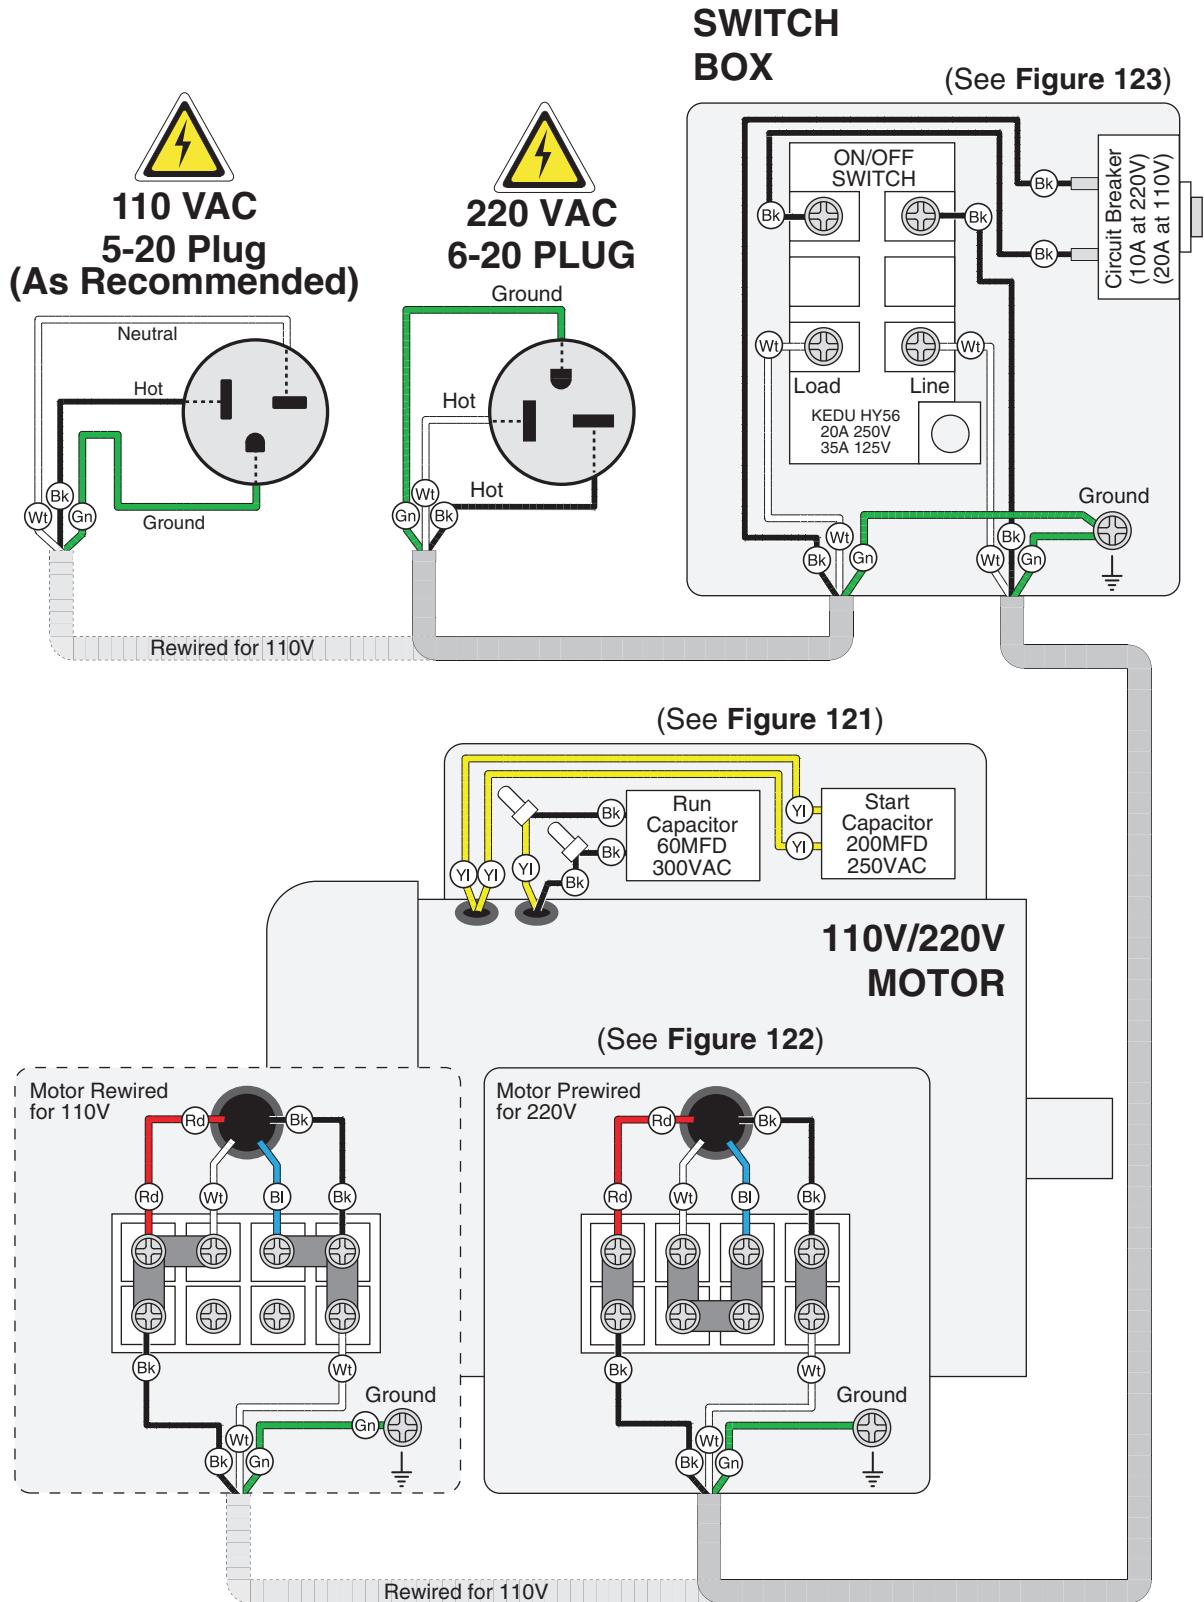 SWITCH
BOX
(See Figure 123)
110 VAC
5-20 Plug
(As Recommended)
220 VAC
6-20 PLUG
Neutral
Hot
Ground
Bk
Wt
Gn
Ground
Hot
Hot
Wt
Gn
Bk
ON/OFF
SWITCH
Bk
Bk
Bk
Bk
Circuit Breaker
(10A at 220V)
(20A at 110V)
Wt
Wt
Load
Line
KEDU HY56
20A 250V
35A 125V
Ground
Wt
Bk
Gn
Bk
Wt
Gn
Rewired for 110V
(See Figure 121)
Run
Capacitor
60MFD
300VAC
Start
Capacitor
200MFD
250VAC
Bk
Bk
Yl
Yl
Yl
Yl
Yl
Bk
110V/220V
MOTOR
(See Figure 122)
Motor Rewired
for 110V
Rd
Bk
Rd
Wt
Bl
Bk
Bk
Wt
Ground
Gn
Wt
Bk
Gn
Motor Prewired
for 220V
Rd
Bk
Rd
Wt
Bl
Bk
Bk
Wt
Ground
Wt
Bk
Gn
Rewired for 110V